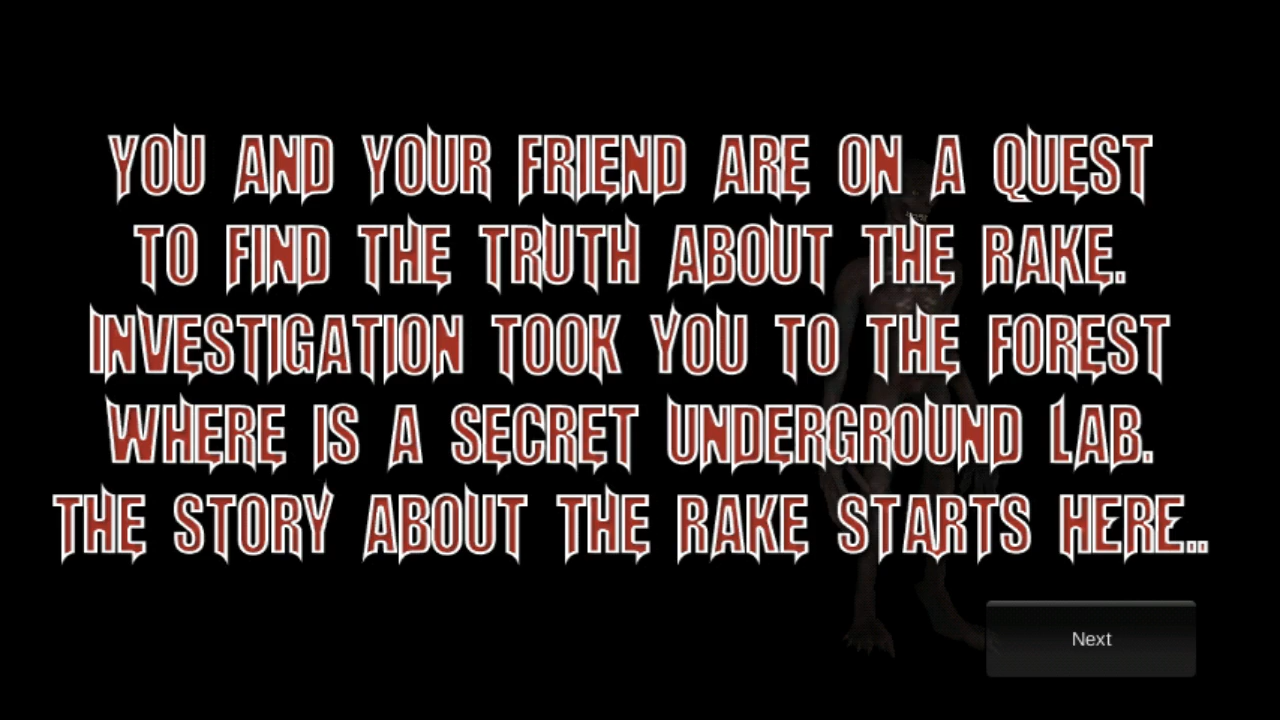 YOU AND YOUR FRIEND ARE ON A QUEST
TO FIND THE TRUTH ABOUT THE RAKE.
INVESTIGATION TOOK YOU TO THE FOREST
WHERE IS A SECRET UNDERGROUND LAB.
THE STORY ABOUT THE RAKE STARTS HERE..
Next